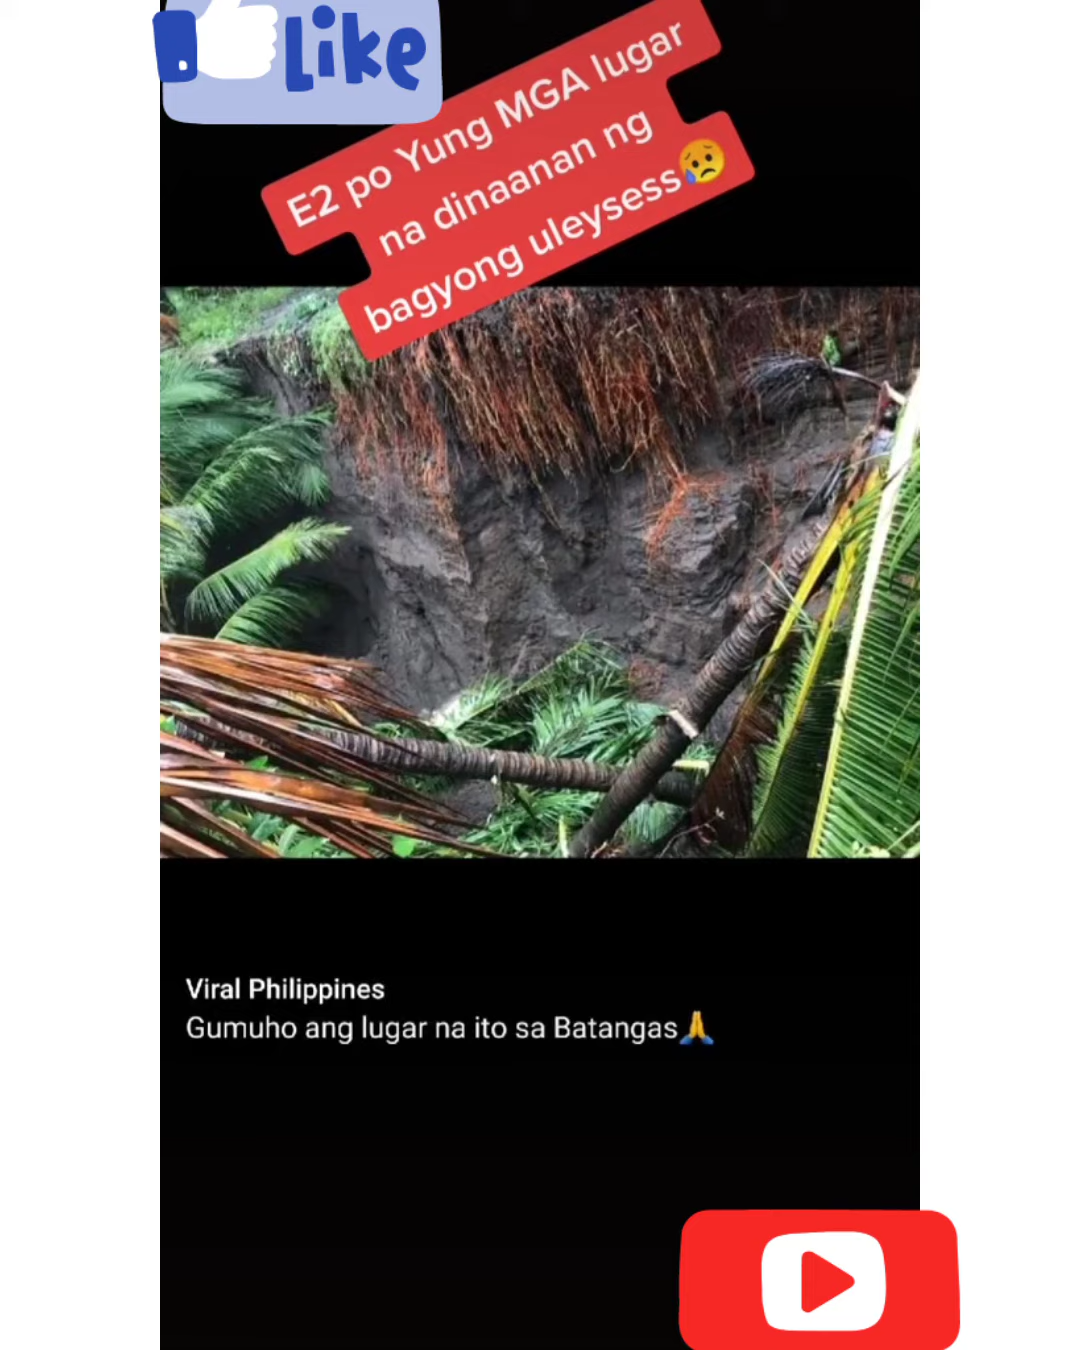 Like
E2 po Yung MGA lugar
na dinaanan ng
bagyong uleysess😥
Viral Philippines
Gumuho ang lugar na ito sa Batangas🙏